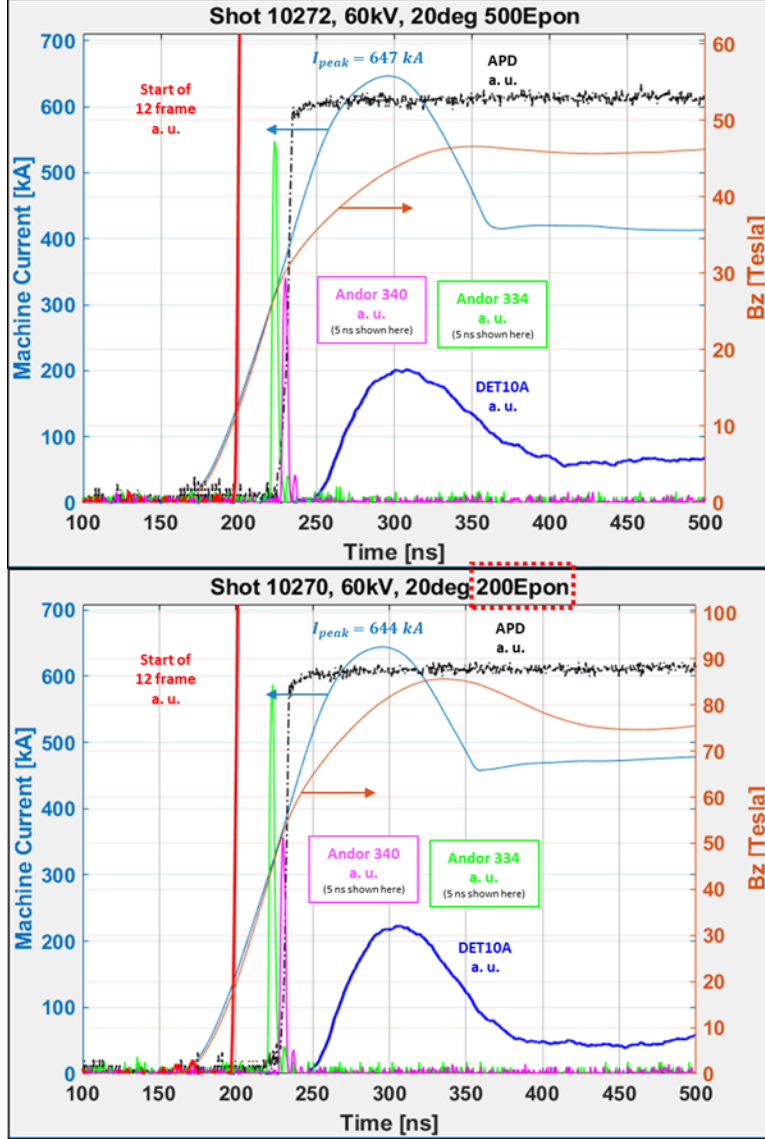 Shot 10272, 60kV, 20deg 500Epon
I_peak = 647 kA
APD
a. u.
Start of
12 frame
a. u.
Andor 340
a. u.
(5 ns shown here)
Andor 334
a. u.
(5 ns shown here)
DET10A
a. u.
Machine Current [kA]
700
600
500
400
300
200
100
0
Bz [Tesla]
60
50
40
30
20
10
0
100 150 200 250 300 350 400 450 500
Time [ns]
Shot 10270, 60kV, 20deg 200Epon
I_peak = 644 kA
APD
a. u.
Start of
12 frame
a. u.
Andor 340
a. u.
(5 ns shown here)
Andor 334
a. u.
(5 ns shown here)
DET10A
a. u.
Machine Current [kA]
700
600
500
400
300
200
100
0
Bz [Tesla]
100
90
80
70
60
50
40
30
20
10
0
100 150 200 250 300 350 400 450 500
Time [ns]